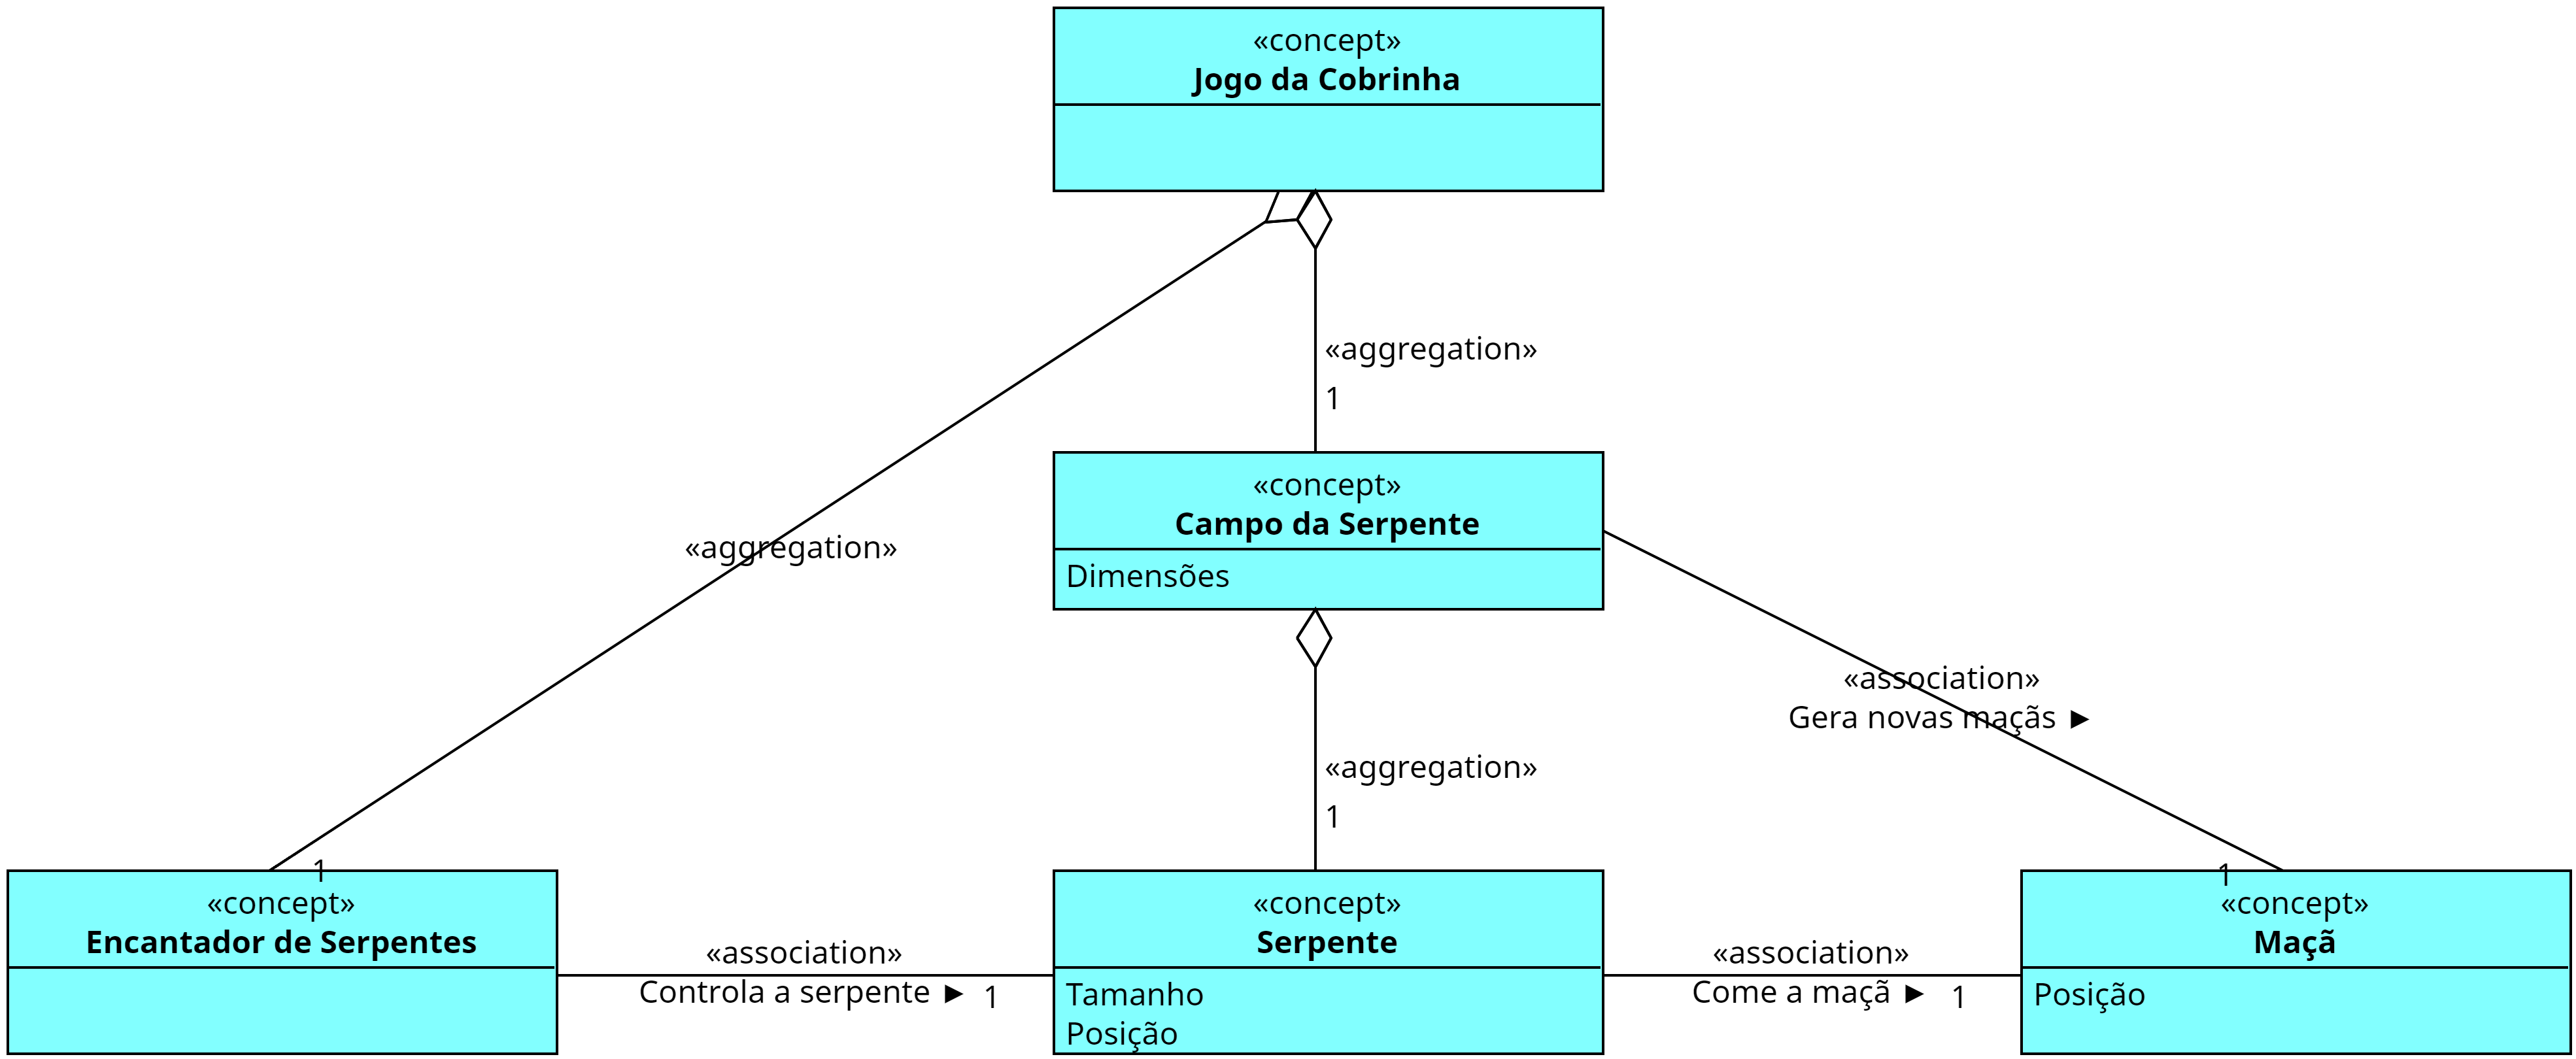 «concept»
Jogo da Cobrinha
«aggregation»
1
«concept»
Campo da Serpente
Dimensões
«aggregation»
«association»
Gera novas maçãs ►
«aggregation»
1
1
1
«concept»
Encantador de Serpentes
«association»
Controla a serpente ► 1
«concept»
Serpente
Tamanho
Posição
«association»
Come a maçã ► 1
«concept»
Maçã
Posição